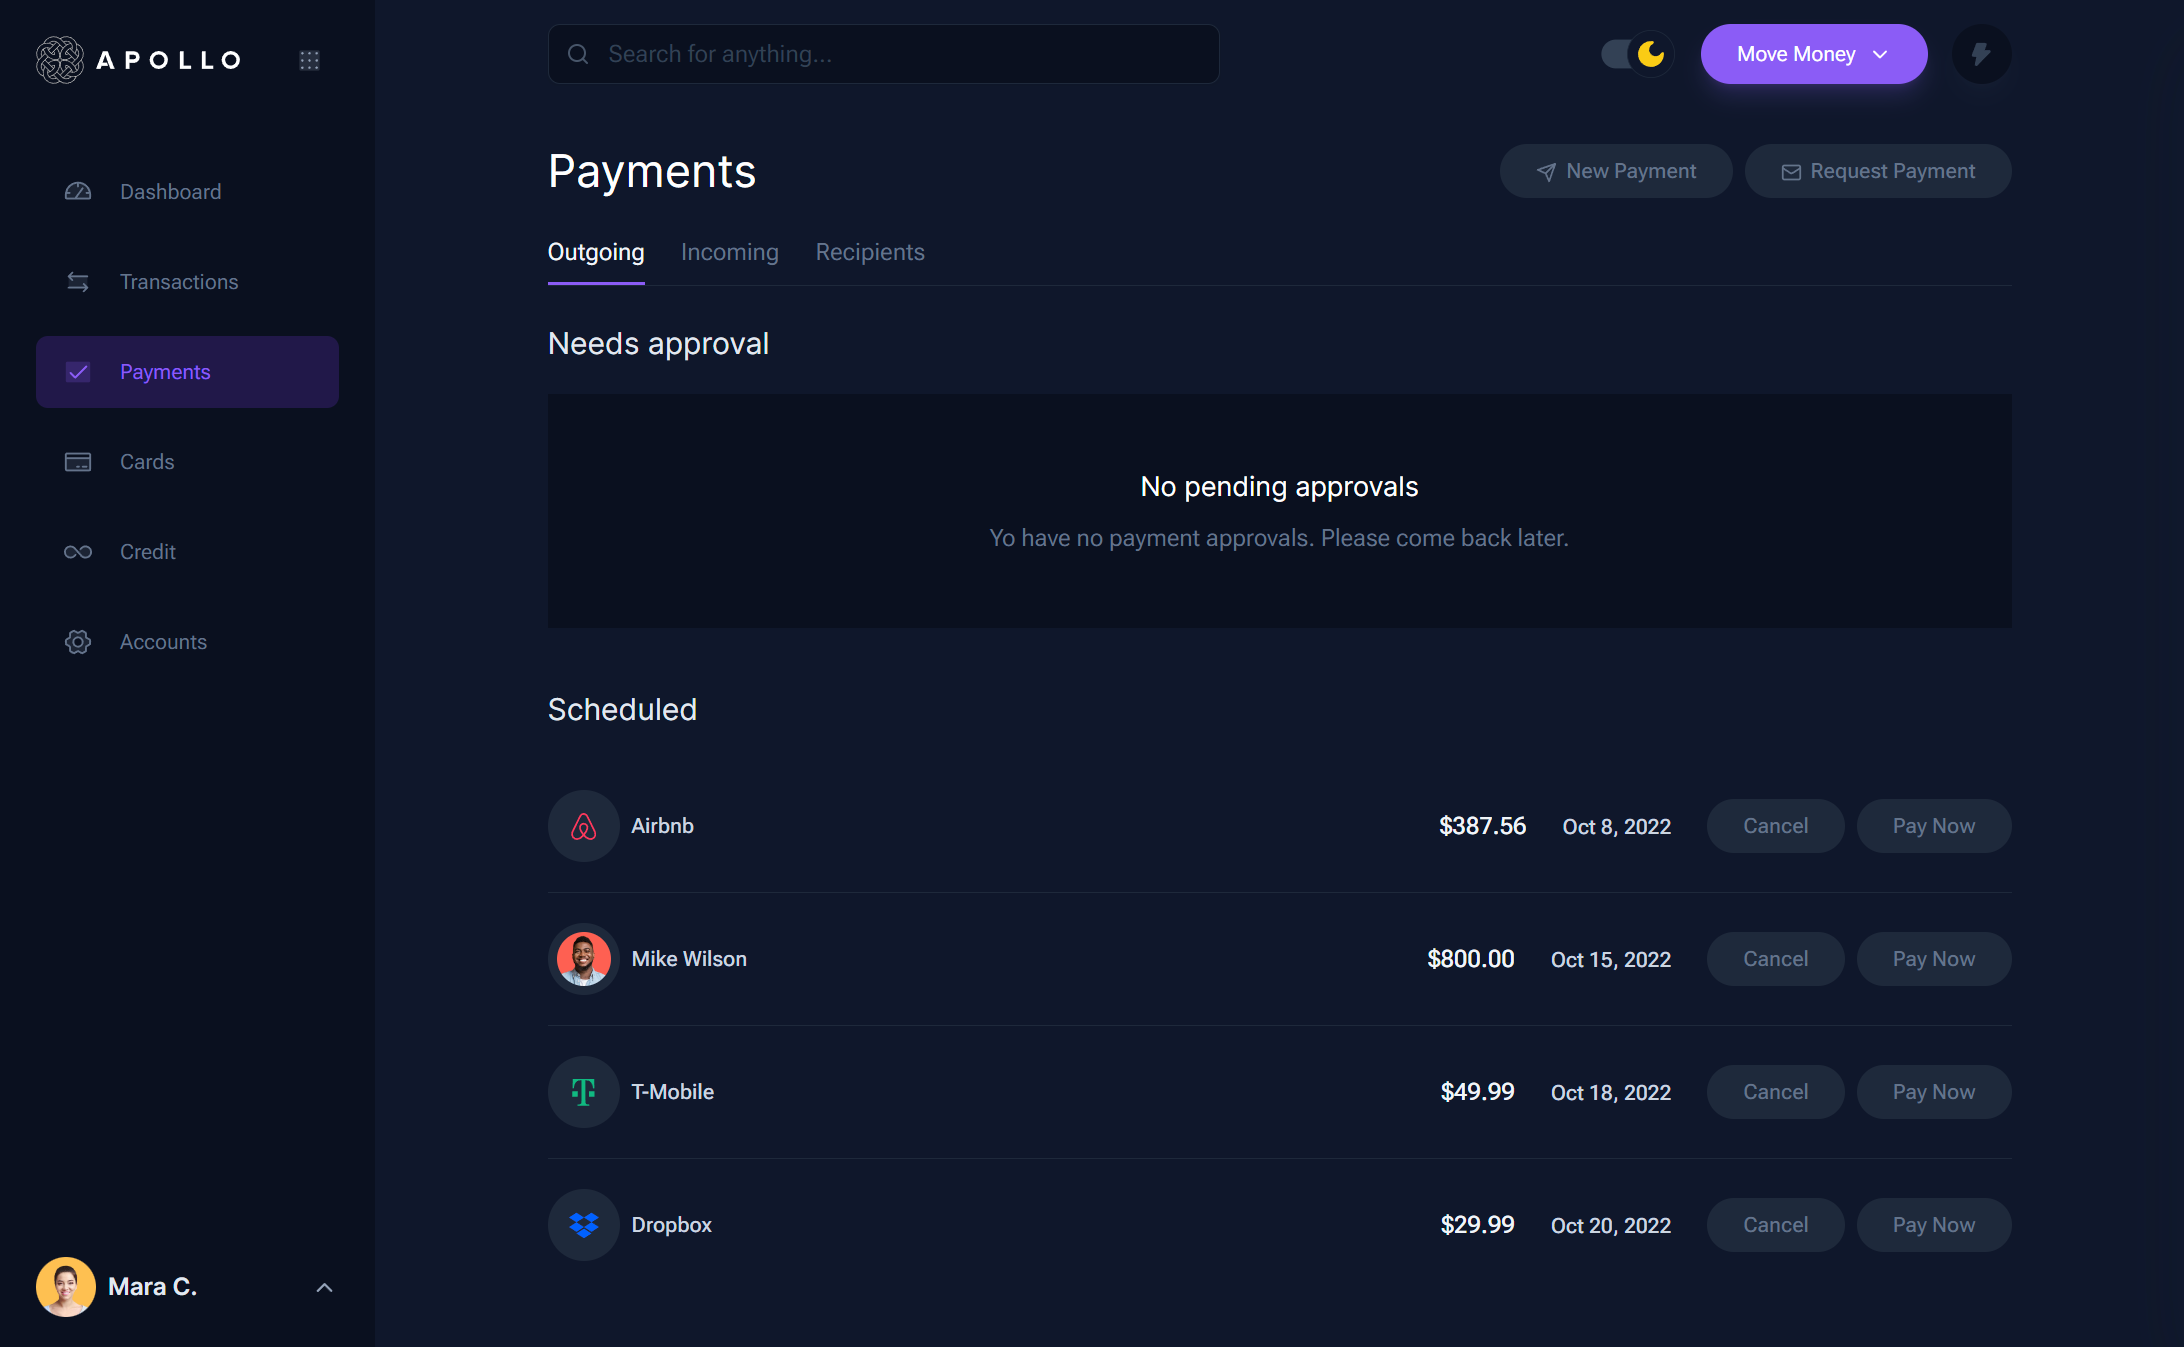 APOLLO
Search for anything...
Move Money
Dashboard
Transactions
Payments
Cards
Credit
Accounts
Mara C.
Payments
New Payment
Request Payment
Outgoing Incoming Recipients
Needs approval
No pending approvals
Yo have no payment approvals. Please come back later.
Scheduled
Airbnb $387.56 Oct 8, 2022 Cancel Pay Now
Mike Wilson $800.00 Oct 15, 2022 Cancel Pay Now
T-Mobile $49.99 Oct 18, 2022 Cancel Pay Now
Dropbox $29.99 Oct 20, 2022 Cancel Pay Now